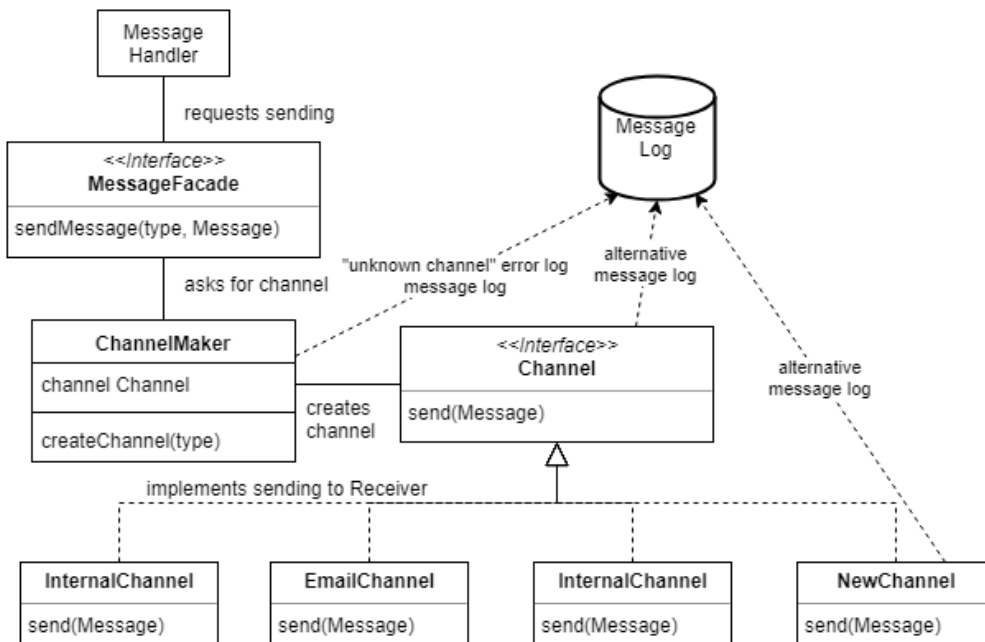 Message
Handler
requests sending
<<Interface>>
MessageFacade
sendMessage(type, Message)
asks for channel
Message
Log
"unknown channel" error log
message log
alternative
message log
alternative
message log
ChannelMaker
channel Channel
createChannel(type)
creates
channel
<<Interface>>
Channel
send(Message)
implements sending to Receiver
InternalChannel
send(Message)
EmailChannel
send(Message)
InternalChannel
send(Message)
NewChannel
send(Message)